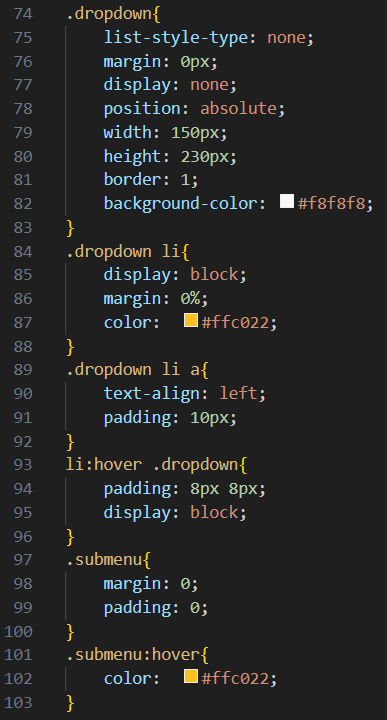 74 .dropdown{
75 list-style-type: none;
76 margin: 0px;
77 display: none;
78 position: absolute;
79 width: 150px;
80 height: 230px;
81 border: 1;
82 background-color: #f8f8f8;
83 }
84 .dropdown li{
85 display: block;
86 margin: 0%;
87 color: #ffc022;
88 }
89 .dropdown li a{
90 text-align: left;
91 padding: 10px;
92 }
93 li:hover .dropdown{
94 padding: 8px 8px;
95 display: block;
96 }
97 .submenu{
98 margin: 0;
99 padding: 0;
100 }
101 .submenu:hover{
102 color: #ffc022;
103 }